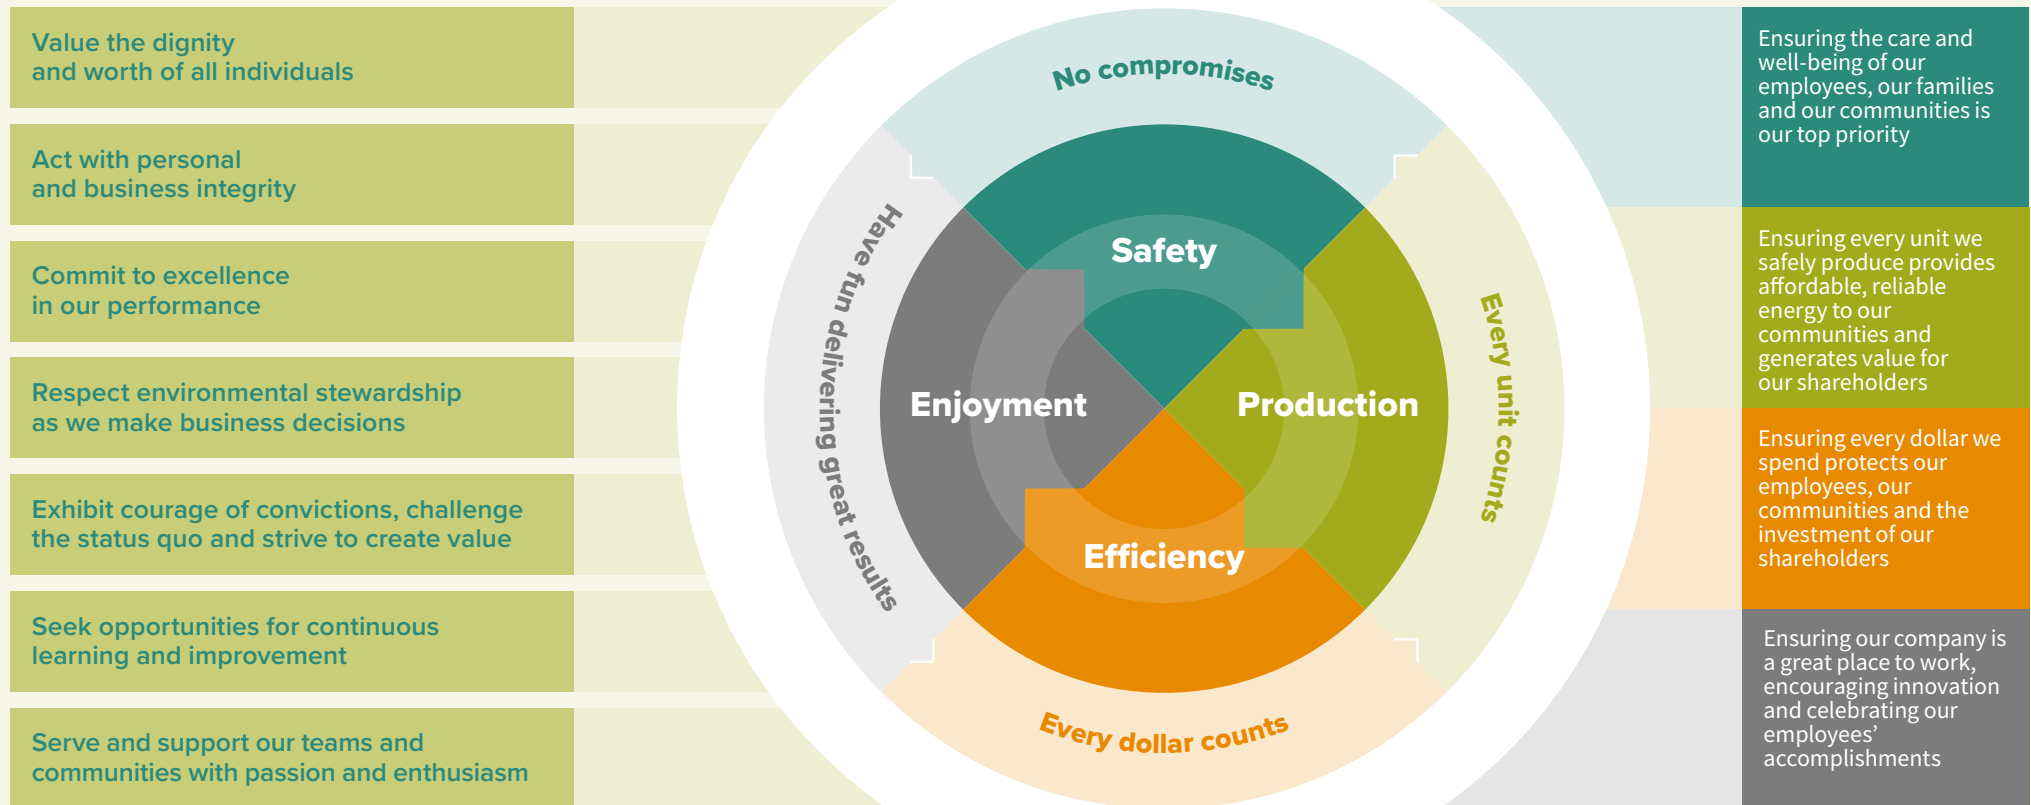 Value the dignity
and worth of all individuals
Act with personal
and business integrity
Commit to excellence
in our performance
Respect environmental stewardship
as we make business decisions
Exhibit courage of convictions, challenge
the status quo and strive to create value
Seek opportunities for continuous
learning and improvement
Serve and support our teams and
communities with passion and enthusiasm
No compromises
Safety
Have fun delivering great results
Enjoyment
Production
Every unit counts
Efficiency
Every dollar counts
Ensuring the care and
well-being of our
employees, our families
and our communities is
our top priority
Ensuring every unit we
safely produce provides
affordable, reliable
energy to our
communities and
generates value for
our shareholders
Ensuring every dollar we
spend protects our
employees, our
communities and the
investment of our
shareholders
Ensuring our company is
a great place to work,
encouraging innovation
and celebrating our
employees’
accomplishments